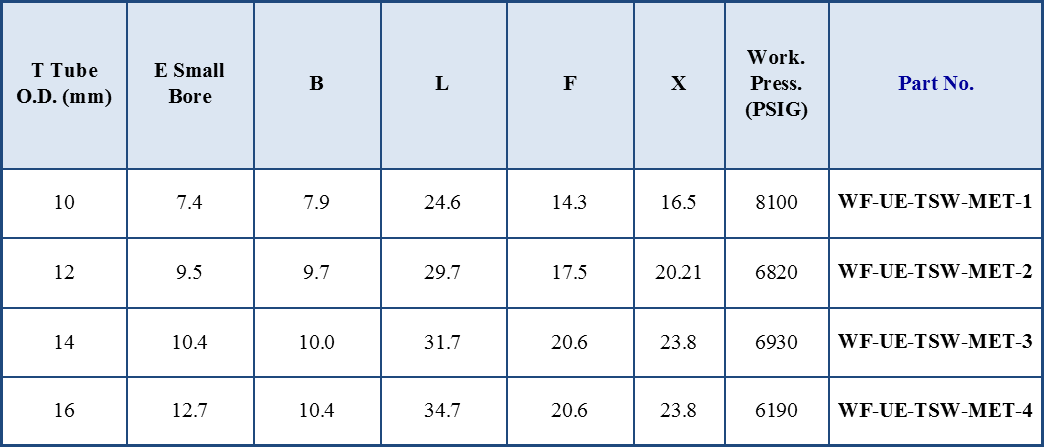 T Tube O.D. (mm) E Small Bore B L F X Work. Press. (PSIG) Part No.
10 7.4 7.9 24.6 14.3 16.5 8100 WF-UE-TSW-MET-1
12 9.5 9.7 29.7 17.5 20.21 6820 WF-UE-TSW-MET-2
14 10.4 10.0 31.7 20.6 23.8 6930 WF-UE-TSW-MET-3
16 12.7 10.4 34.7 20.6 23.8 6190 WF-UE-TSW-MET-4